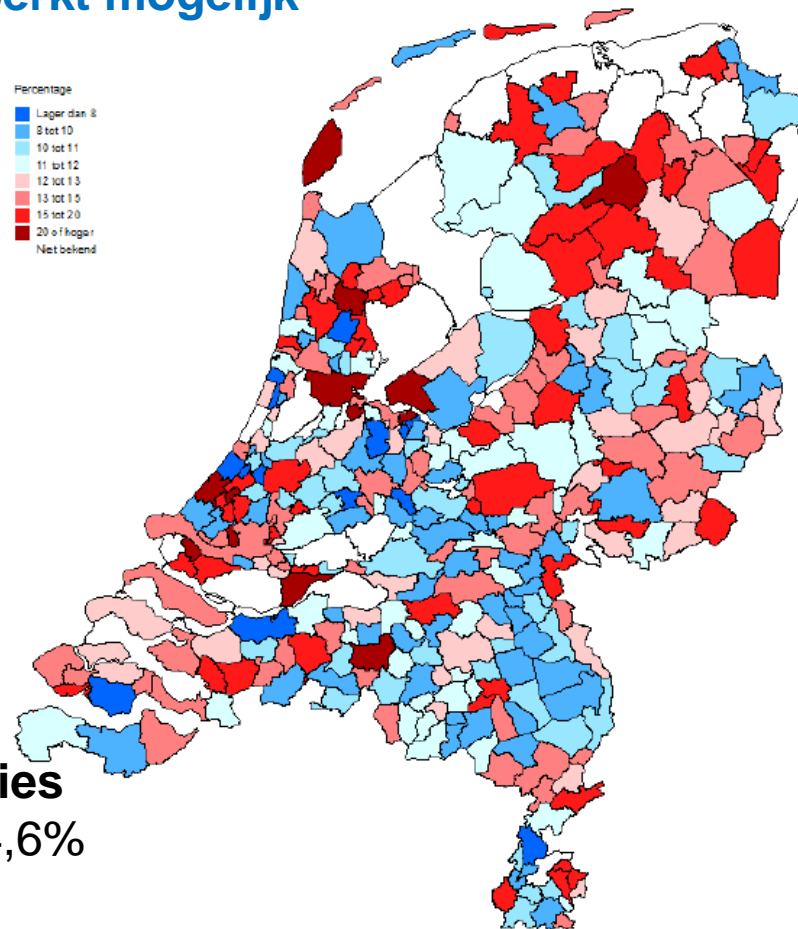 erkt mogelijk
Percentage
Lager dan 8
8 tot 10
10 tot 11
11 tot 12
12 tot 13
13 tot 15
15 tot 20
20 of hoger
Niet bekend
ies
,6%